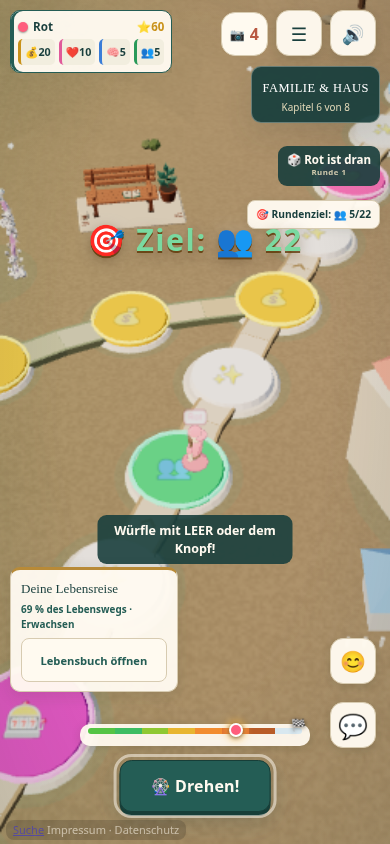 Rot ⭐60
💰20 ❤️10 🧠5 👥5
📷 4 ☰ 🔊
FAMILIE & HAUS
Kapitel 6 von 8
🎲 Rot ist dran
Runde 1
🎯 Rundenziel: 👥 5/22
🎯 Ziel: 👥 22
Würfle mit LEER oder dem
Knopf!
Deine Lebensreise
69 % des Lebenswegs ·
Erwachsen
Lebensbuch öffnen
🎡 Drehen!
Suche Impressum · Datenschutz